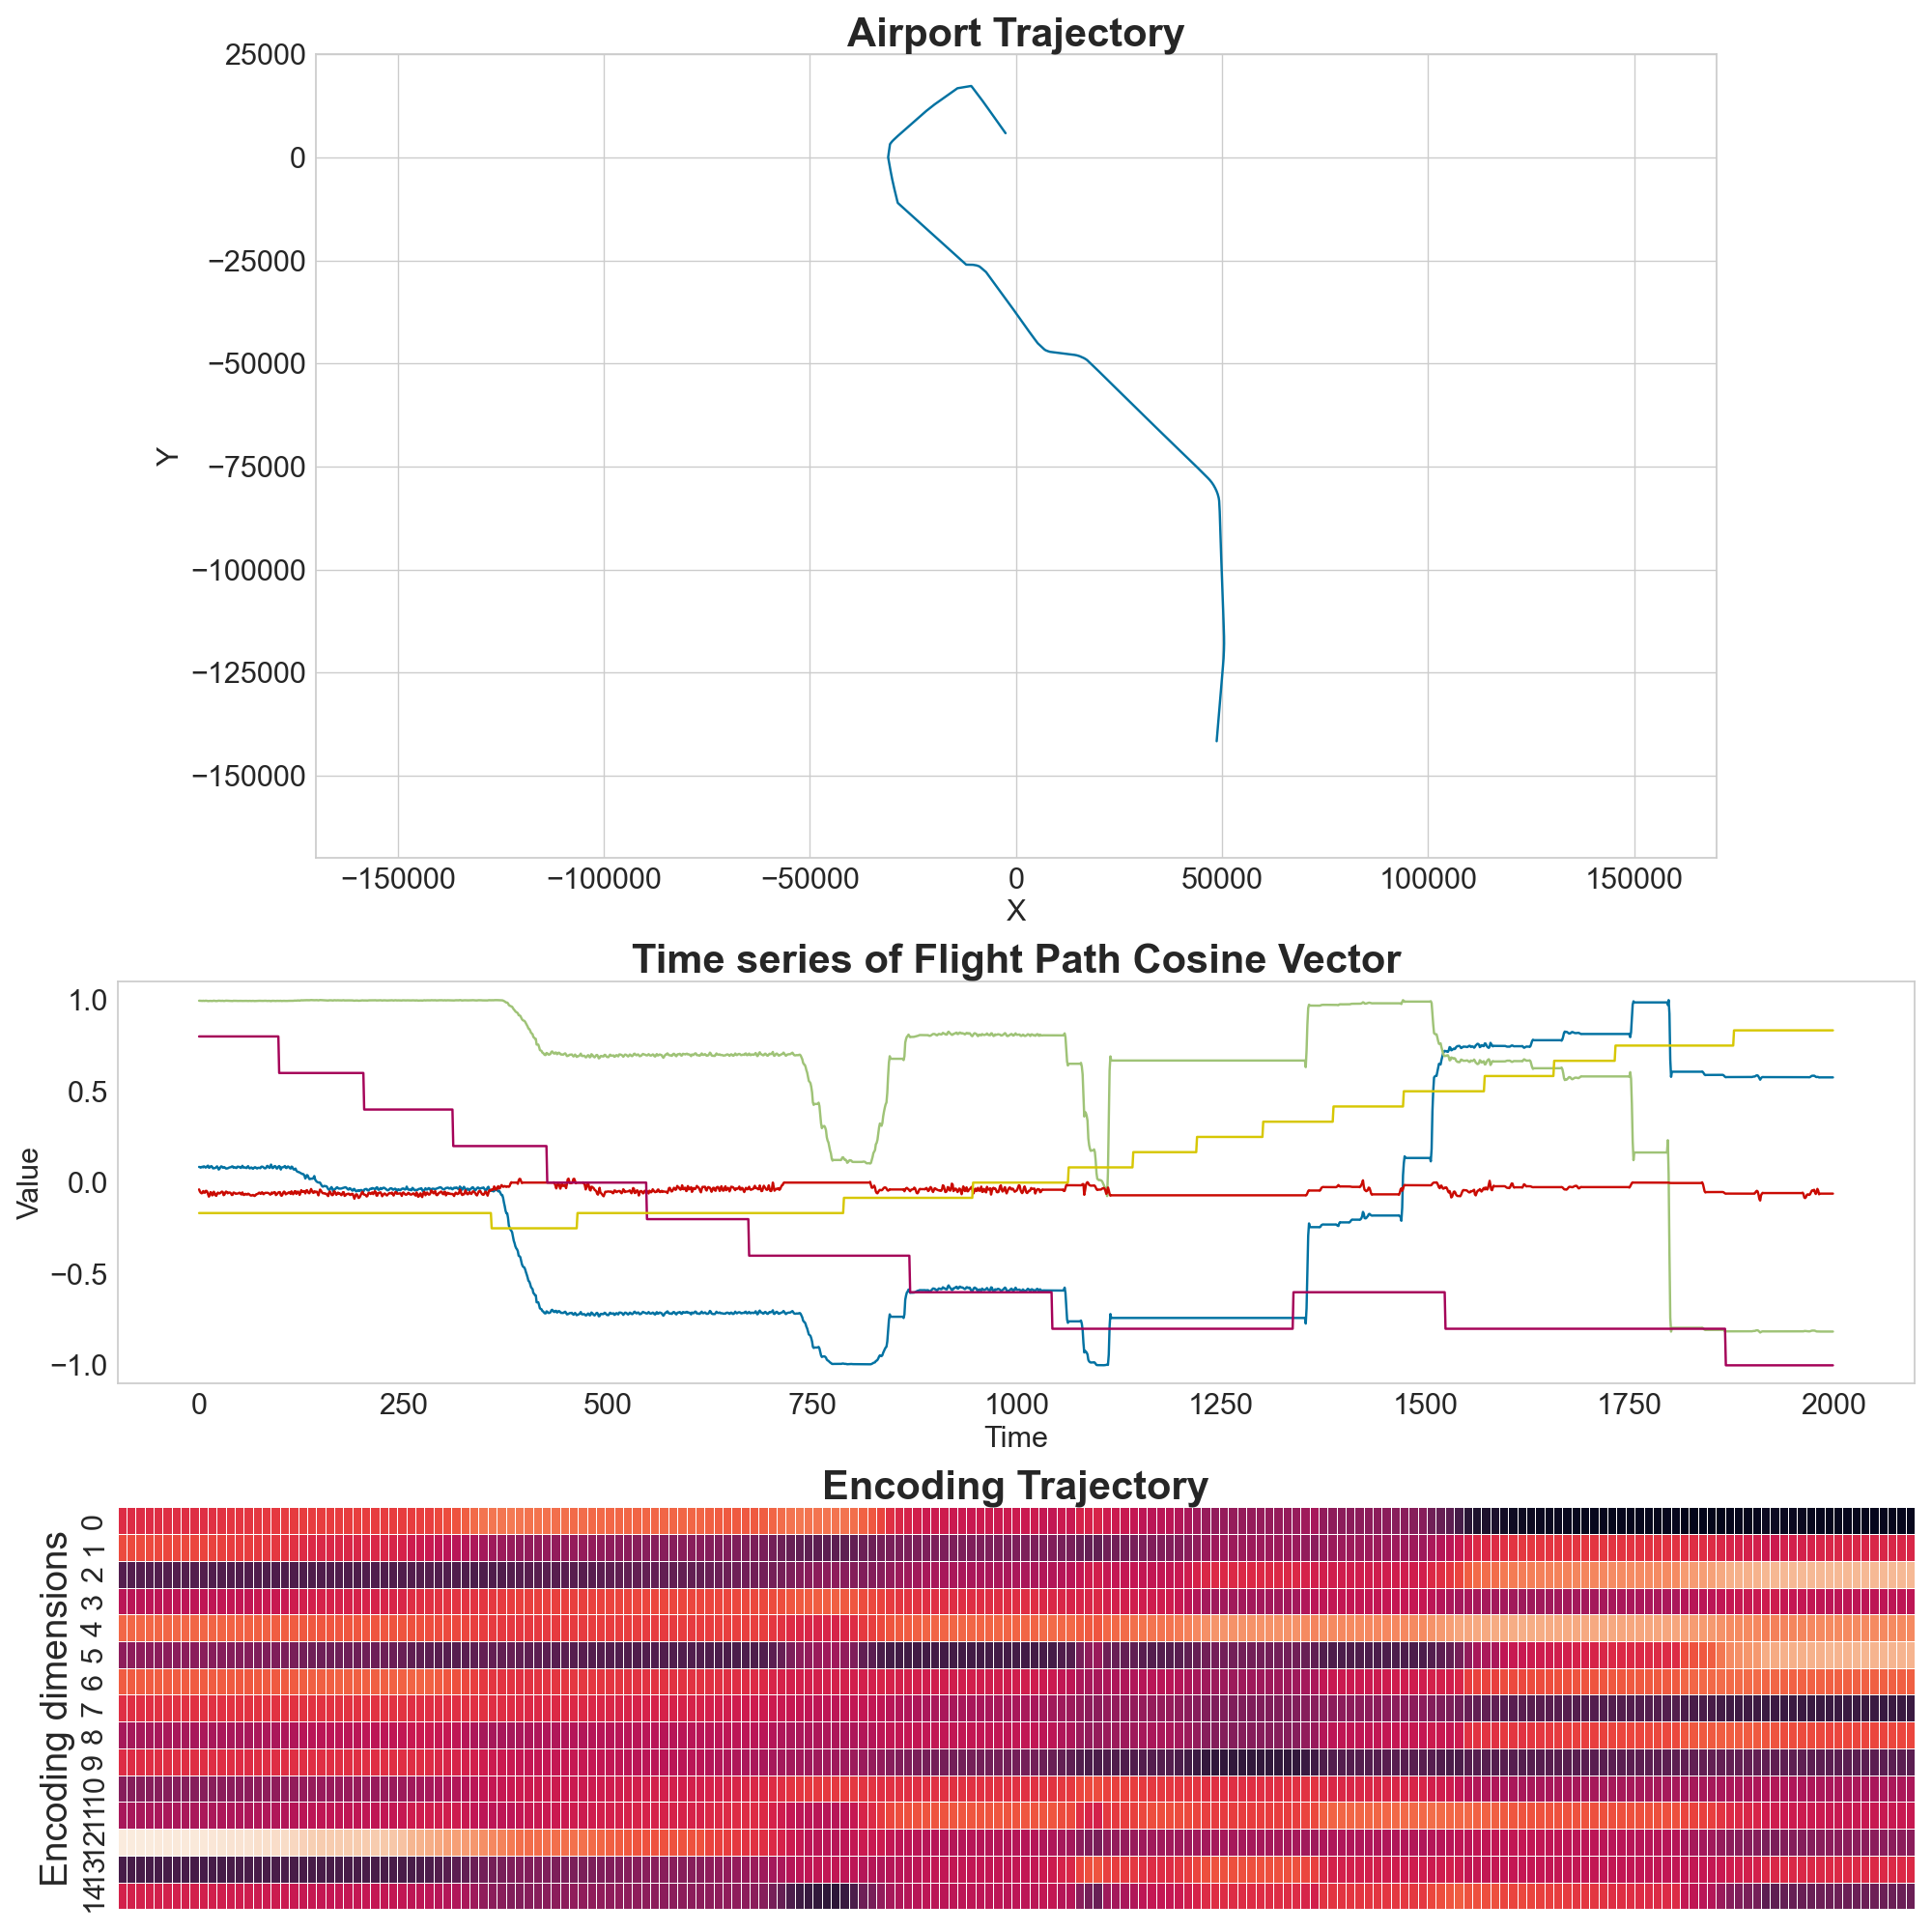 Airport Trajectory
25000
0
−25000
−50000
−75000
−100000
−125000
−150000
Y
−150000 −100000 −50000 0 50000 100000 150000
X
Time series of Flight Path Cosine Vector
1.0
0.5
0.0
−0.5
−1.0
Value
0 250 500 750 1000 1250 1500 1750 2000
Time
Encoding Trajectory
Encoding dimensions
0
1
2
3
4
5
6
7
8
9
10
11
12
13
14